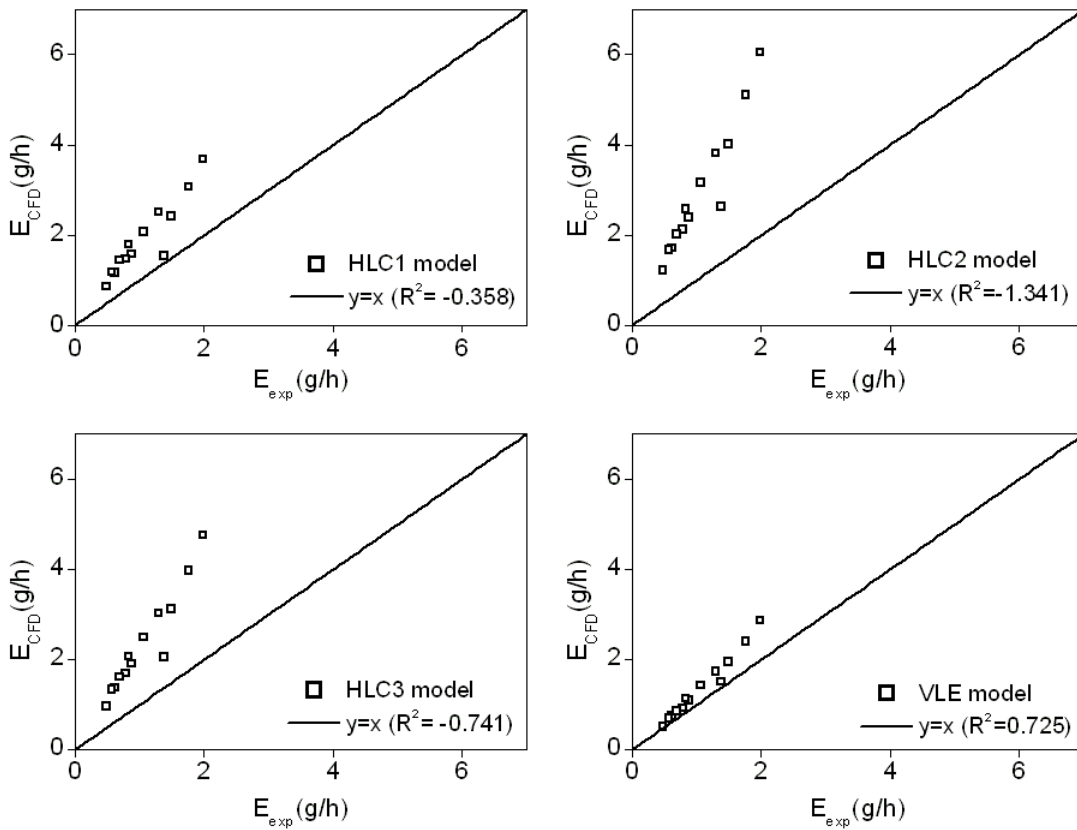 6
4
2
0
0 2 4 6
E_CFD(g/h)
E_exp(g/h)
HLC1 model
y=x (R²= -0.358)
6
4
2
0
0 2 4 6
E_CFD(g/h)
E_exp(g/h)
HLC2 model
y=x (R²=-1.341)
6
4
2
0
0 2 4 6
E_CFD(g/h)
E_exp(g/h)
HLC3 model
y=x (R²= -0.741)
6
4
2
0
0 2 4 6
E_CFD(g/h)
E_exp(g/h)
VLE model
y=x (R²=0.725)